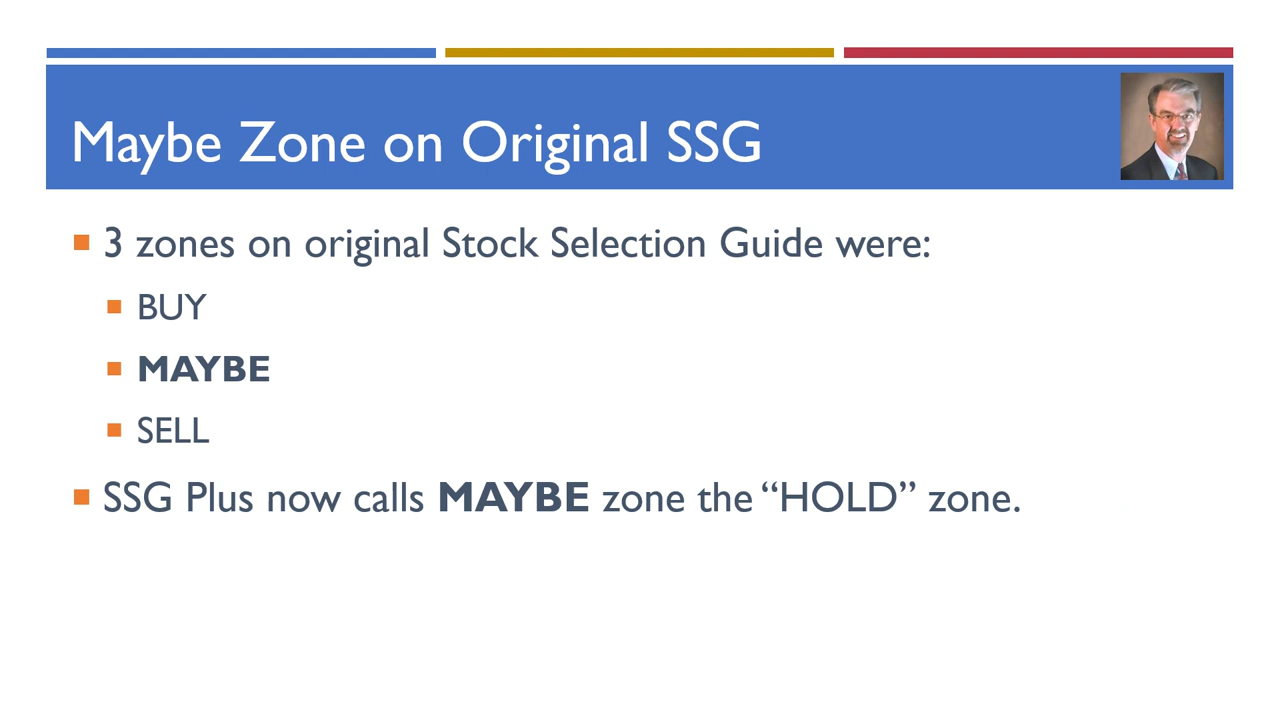 Maybe Zone on Original SSG
3 zones on original Stock Selection Guide were:
BUY
MAYBE
SELL
SSG Plus now calls MAYBE zone the “HOLD” zone.